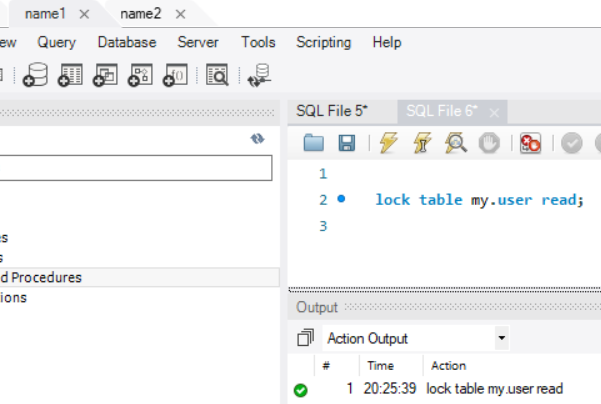 name1 × name2 ×
ew Query Database Server Tools Scripting Help
SQL File 5* SQL File 6* ×
1
2 lock table my.user read;
3
es
s
d Procedures
ions
Output
Action Output
# Time Action
1 20:25:39 lock table my.user read